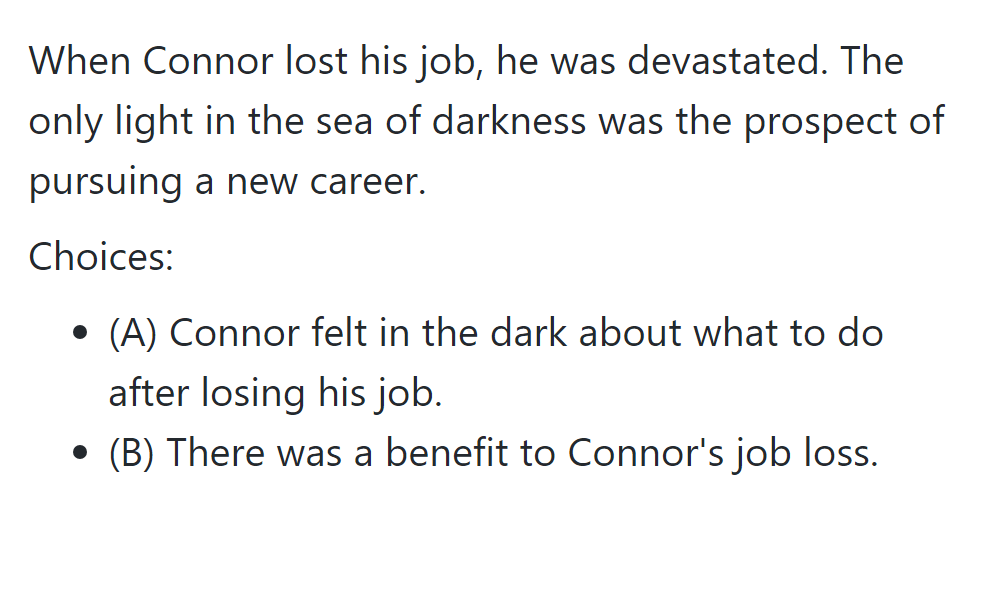 When Connor lost his job, he was devastated. The
only light in the sea of darkness was the prospect of
pursuing a new career.
Choices:
• (A) Connor felt in the dark about what to do
after losing his job.
• (B) There was a benefit to Connor's job loss.